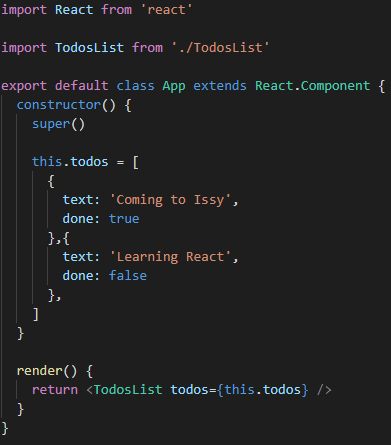 import React from 'react'
import TodosList from './TodosList'
export default class App extends React.Component {
  constructor() {
    super()
    this.todos = [
      {
        text: 'Coming to Issy',
        done: true
      },{
        text: 'Learning React',
        done: false
      },
    ]
  }
  render() {
    return <TodosList todos={this.todos} />
  }
}